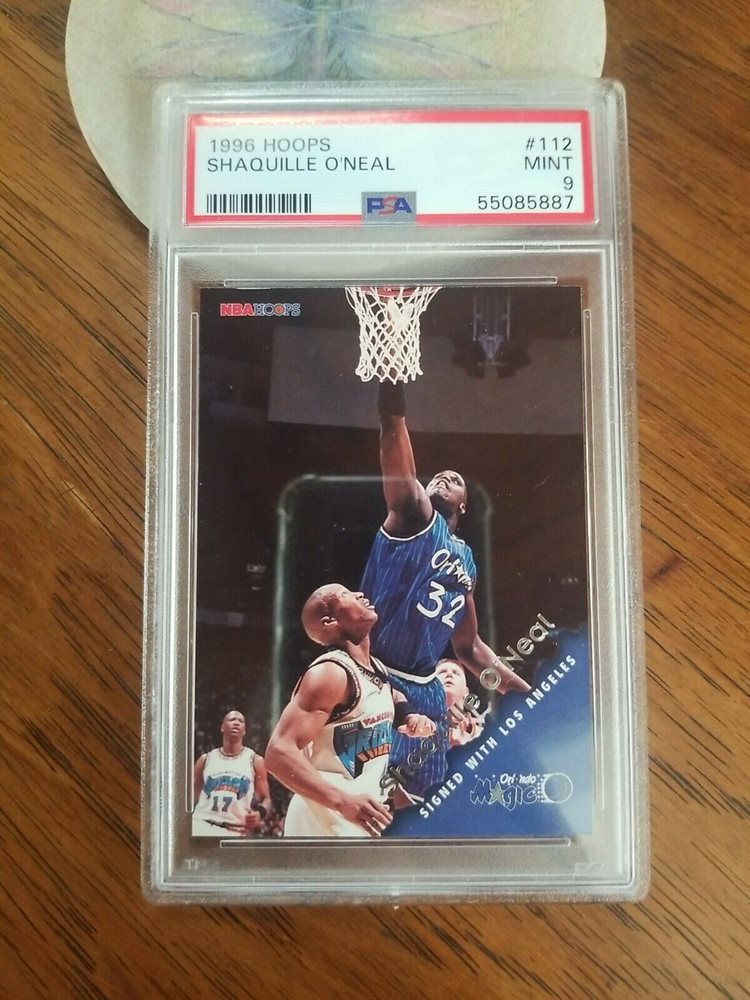 1996 HOOPS #112
SHAQUILLE O'NEAL MINT
9
PSA 55085887
NBA HOOPS
Orlando
32
Shaquille O'Neal
SIGNED WITH LOS ANGELES
Orlando
MAGIC
17